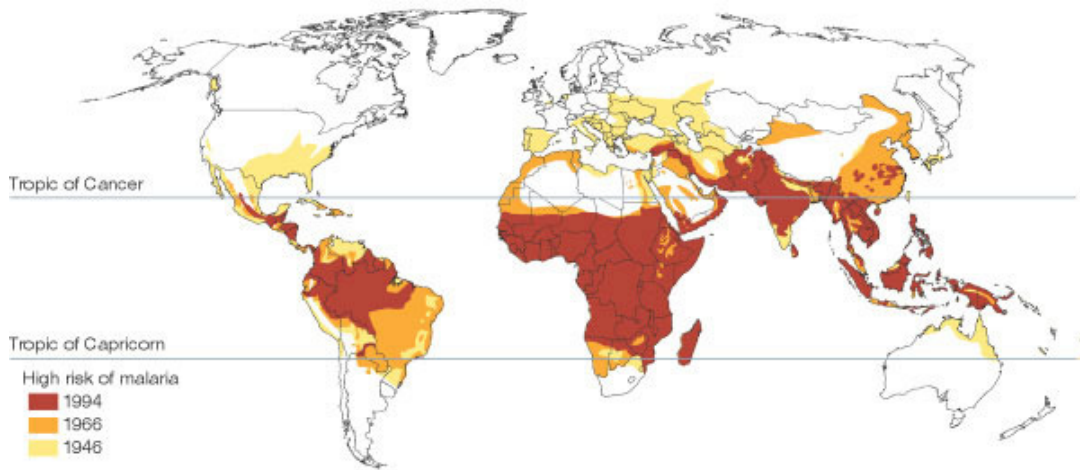 Tropic of Cancer
Tropic of Capricorn
High risk of malaria
1994
1966
1946